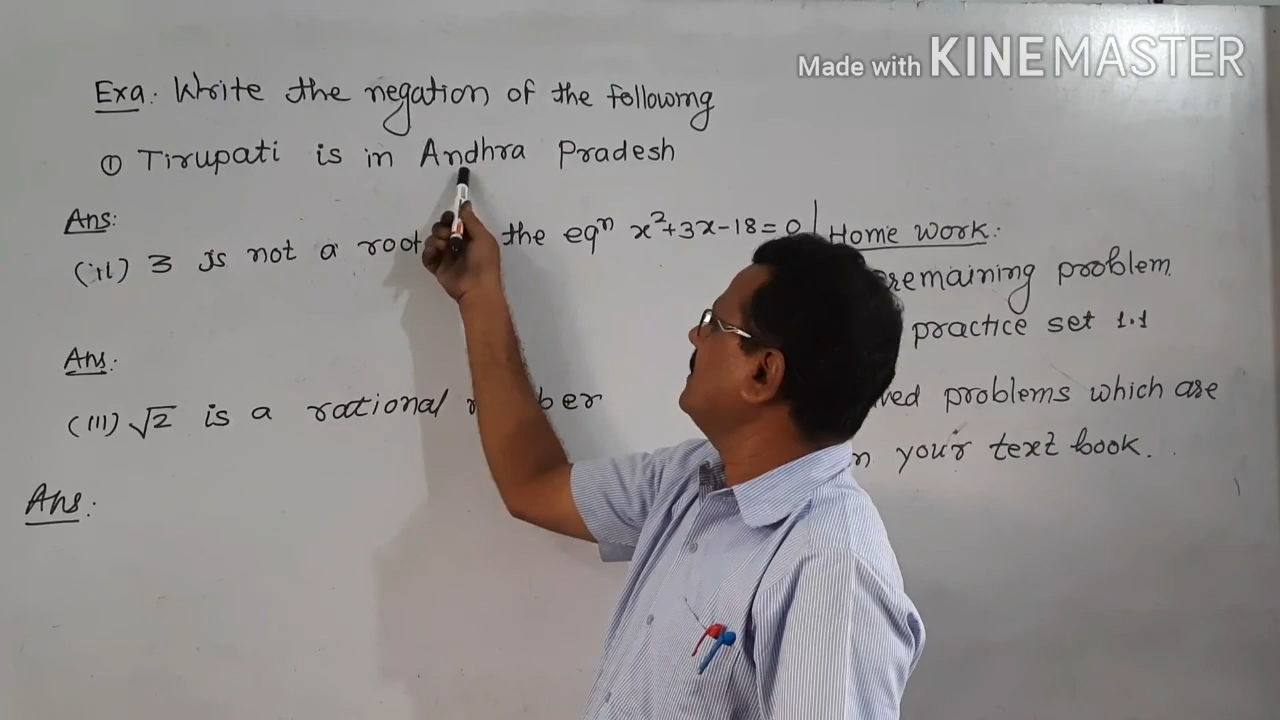 Made with KINEMASTER
Exa. Write the negation of the following
① Tirupati is in Andhra Pradesh
Ans:
(ii) 3 is not a root the eqⁿ x²+3x-18=0
(III) √2 is a rational ber
Ans:
Ans:
Home work:
remaining problem
practice set 1.1
problems which are
your text book.